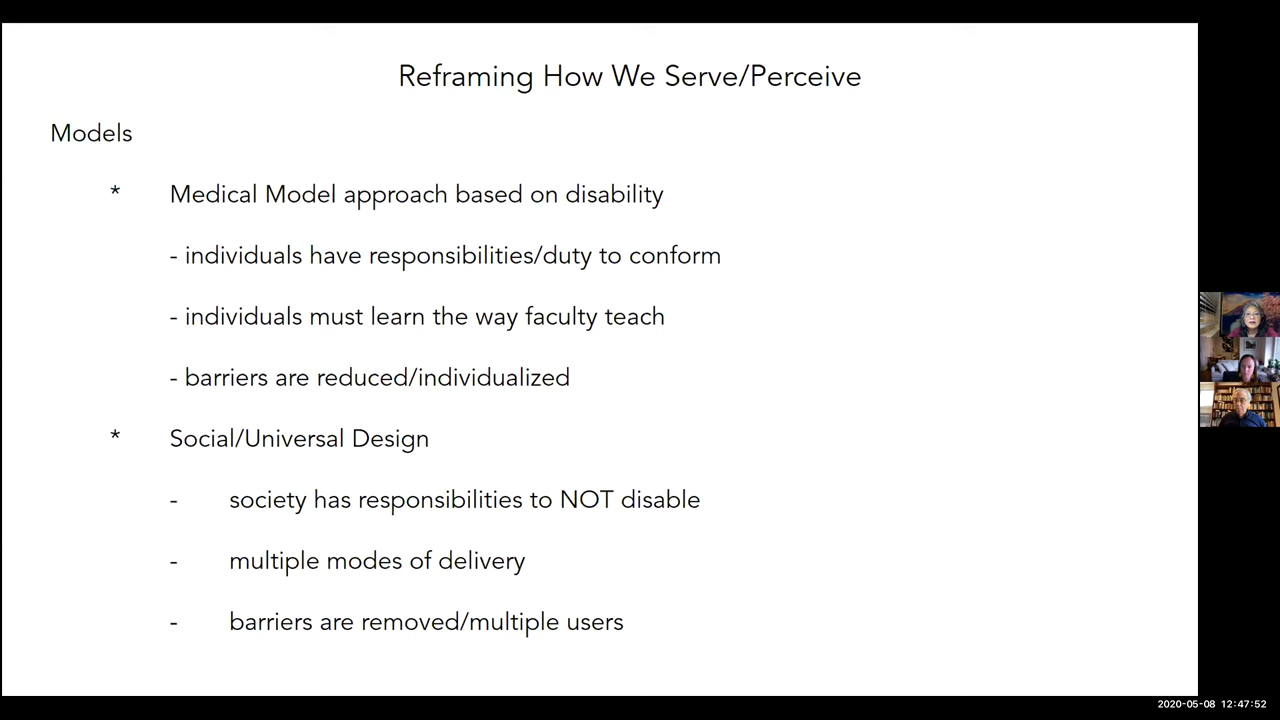 Reframing How We Serve/Perceive
Models
* Medical Model approach based on disability
- individuals have responsibilities/duty to conform
- individuals must learn the way faculty teach
- barriers are reduced/individualized
* Social/Universal Design
- society has responsibilities to NOT disable
- multiple modes of delivery
- barriers are removed/multiple users
2020-05-08 12:47:52